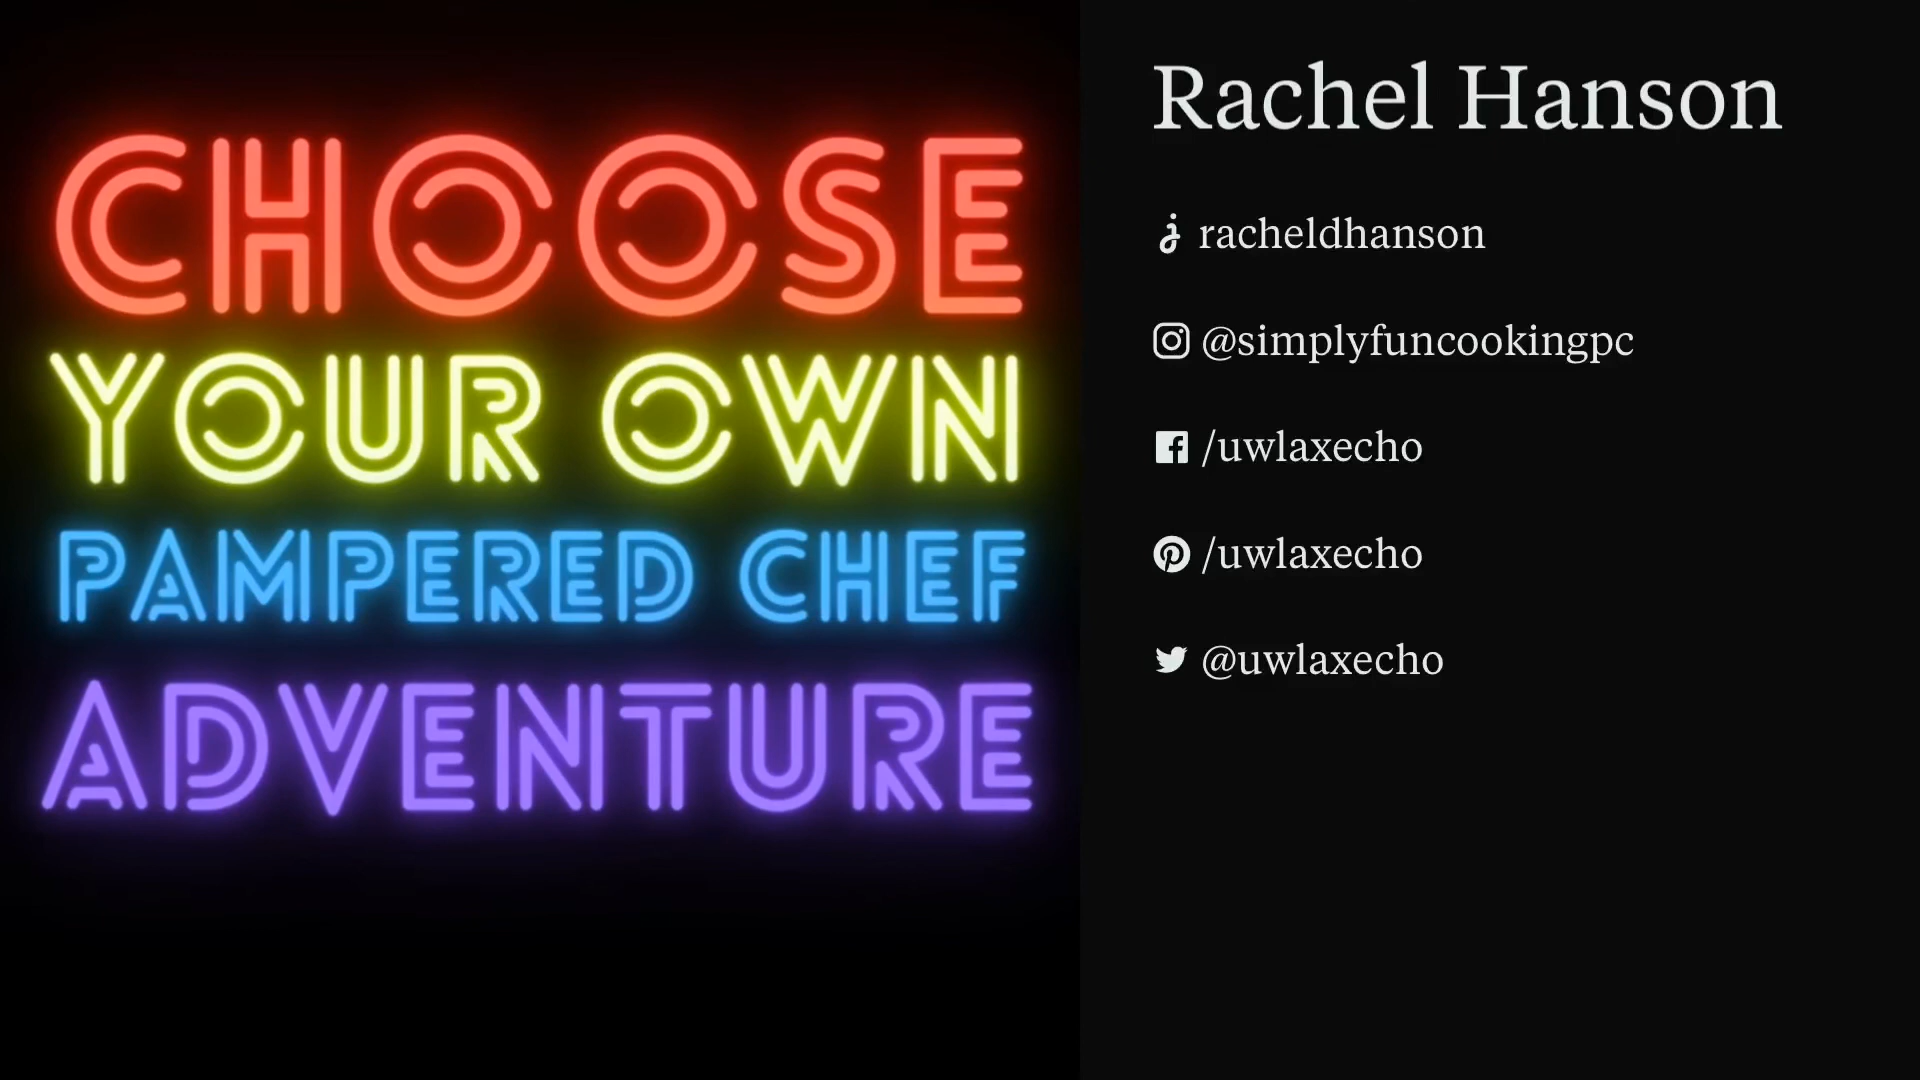 CHOOSE
YOUR OWN
PAMPERED CHEF
ADVENTURE
Rachel Hanson
racheldhanson
@simplyfuncookingpc
/uwlaxecho
/uwlaxecho
@uwlaxecho